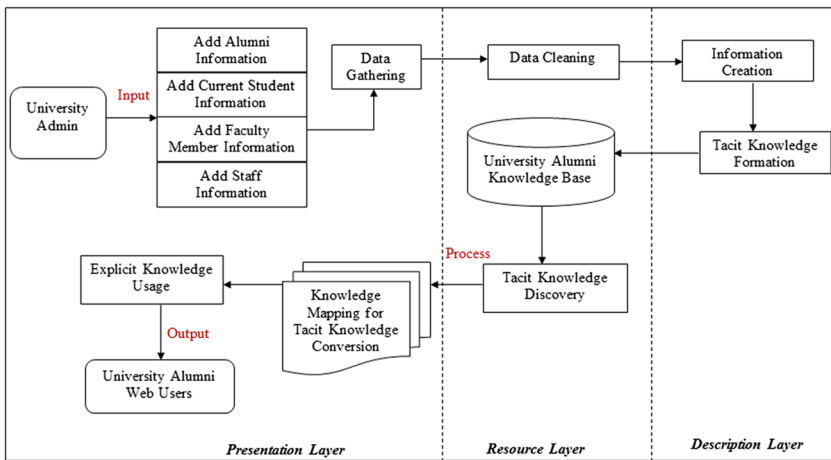 University
Admin
Input
Add Alumni
Information
Add Current Student
Information
Add Faculty
Member Information
Add Staff
Information
Data
Gathering
Data Cleaning
Information
Creation
Tacit Knowledge
Formation
University Alumni
Knowledge Base
Tacit Knowledge
Discovery
Process
Knowledge
Mapping for
Tacit Knowledge
Conversion
Explicit Knowledge
Usage
Output
University Alumni
Web Users
Presentation Layer
Resource Layer
Description Layer